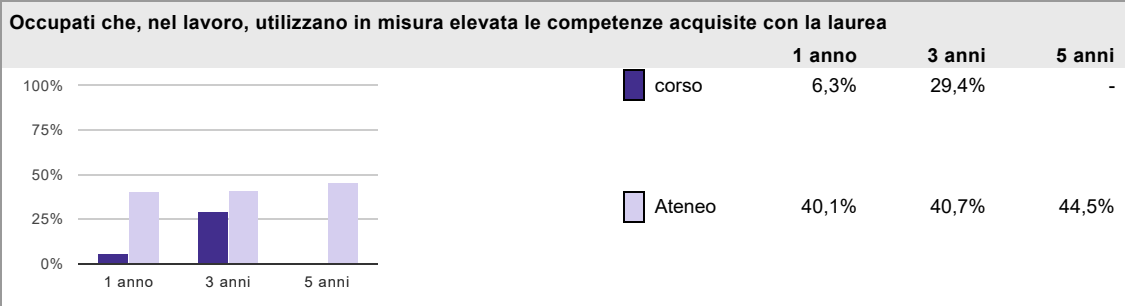 Occupati che, nel lavoro, utilizzano in misura elevata le competenze acquisite con la laurea
1 anno 3 anni 5 anni
corso 6,3% 29,4% -
Ateneo 40,1% 40,7% 44,5%
100%
75%
50%
25%
0%
1 anno 3 anni 5 anni